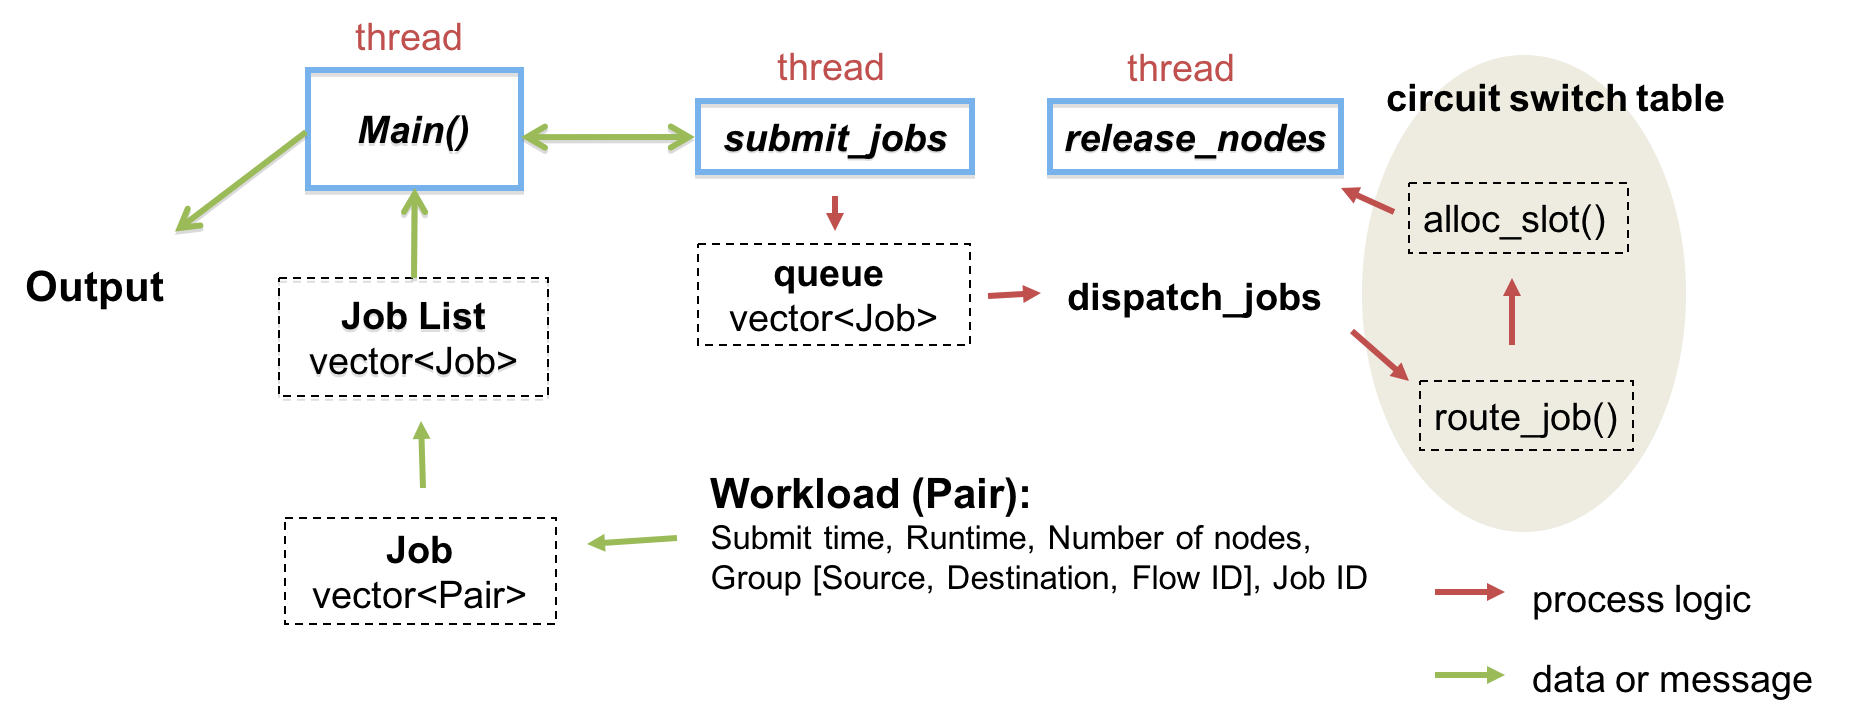 thread
Main()
thread
submit_jobs
thread
release_nodes
circuit switch table
alloc_slot()
route_job()
Output
Job List
vector<Job>
queue
vector<Job>
dispatch_jobs
Job
vector<Pair>
Workload (Pair):
Submit time, Runtime, Number of nodes,
Group [Source, Destination, Flow ID], Job ID
process logic
data or message